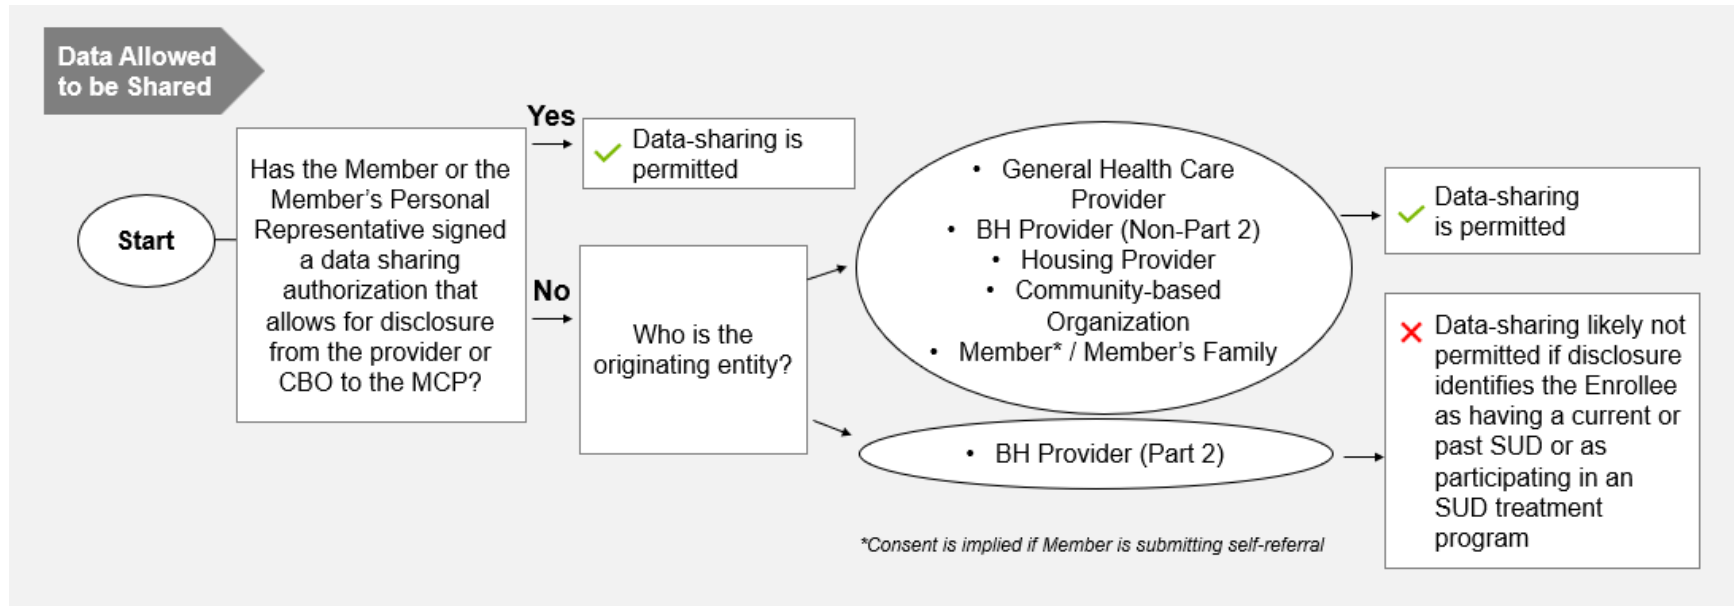 Data Allowed
to be Shared
Start
Has the Member or the
Member's Personal
Representative signed
a data sharing
authorization that
allows for disclosure
from the provider or
CBO to the MCP?
Yes
Data-sharing is
permitted
No
Who is the
originating entity?
• General Health Care
Provider
• BH Provider (Non-Part 2)
• Housing Provider
• Community-based
Organization
• Member* / Member's Family
Data-sharing
is permitted
• BH Provider (Part 2)
Data-sharing likely not
permitted if disclosure
identifies the Enrollee
as having a current or
past SUD or as
participating in an
SUD treatment
program
*Consent is implied if Member is submitting self-referral